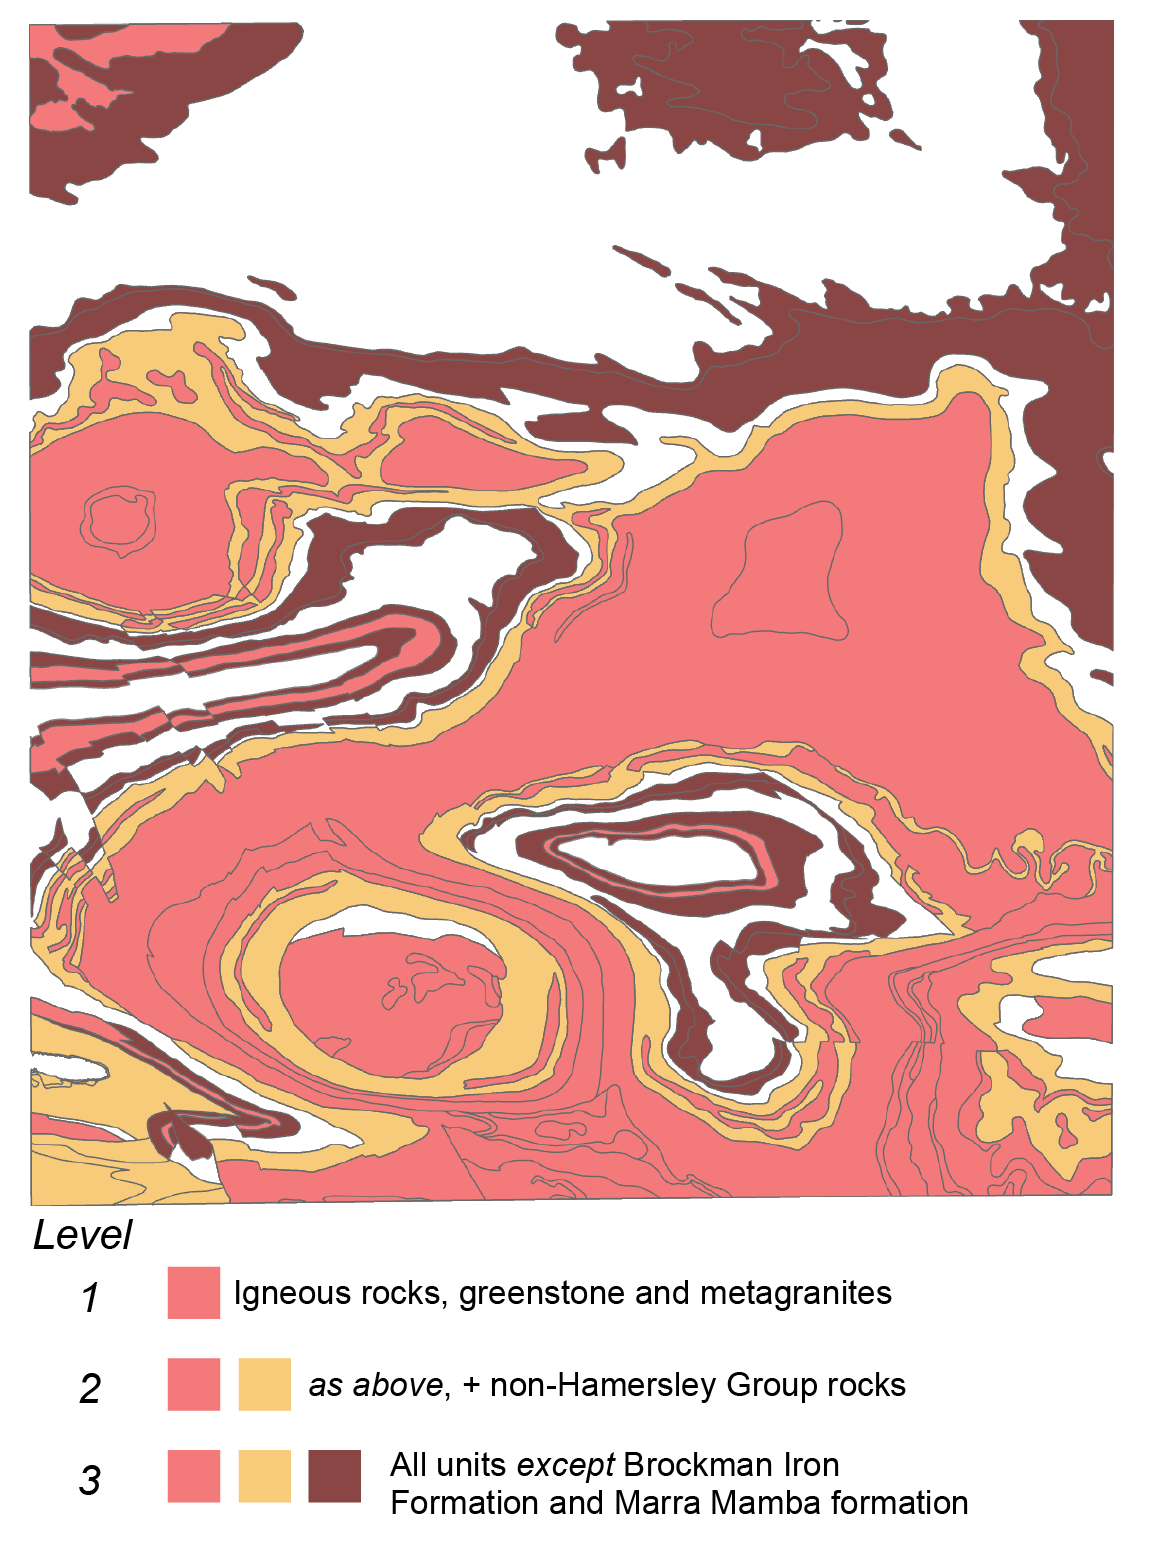 Level
1 Igneous rocks, greenstone and metagranites
2 as above, + non-Hamersley Group rocks
3 All units except Brockman Iron
Formation and Marra Mamba formation